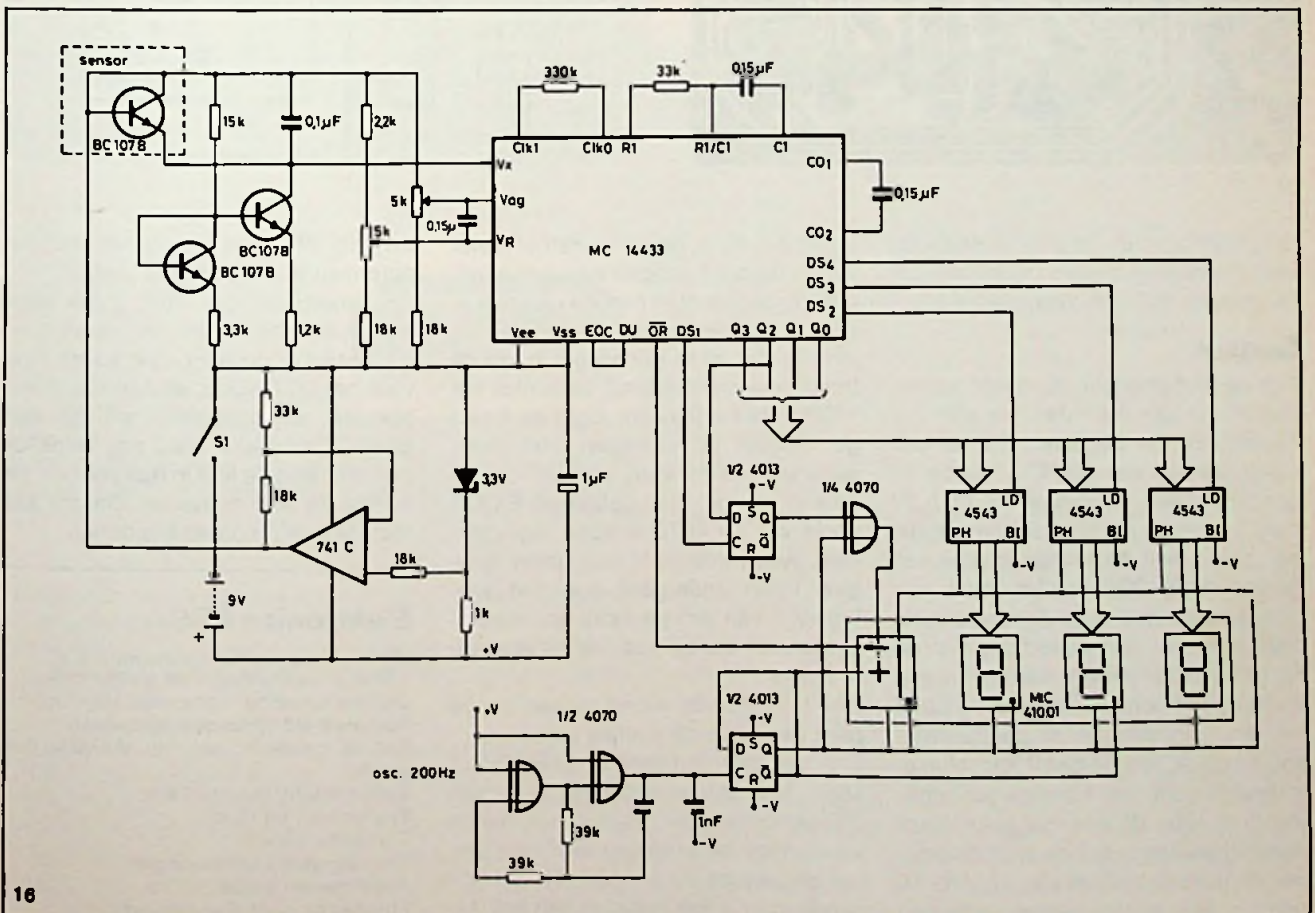 sensor
BC107B
15k
0,1µF
2,2k
330k
33k
0,15µF
Clk1
Clk0
R1
R1/C1
C1
Vx
Vag
VR
MC 14433
CO1
CO2
0,15µF
DS4
DS3
DS2
5k
0,15µ
5k
BC107B
BC107B
3,3k
1,2k
18k
18k
Vee
Vss
EOC
DU
OR
DS1
Q3
Q2
Q1
Q0
S1
33k
18k
3,3V
1µF
741 C
18k
1k
9V
+
+V
1/2 4013
-V
D S Q
C R Q̅
-V
1/4 4070
4543
LD
PH
BI
-V
4543
LD
PH
BI
-V
4543
LD
PH
BI
-V
MIC
410.01
+V
1/2 4070
osc. 200Hz
39k
39k
1nF
-V
1/2 4013
-V
D S Q
C R Q̅
-V
16